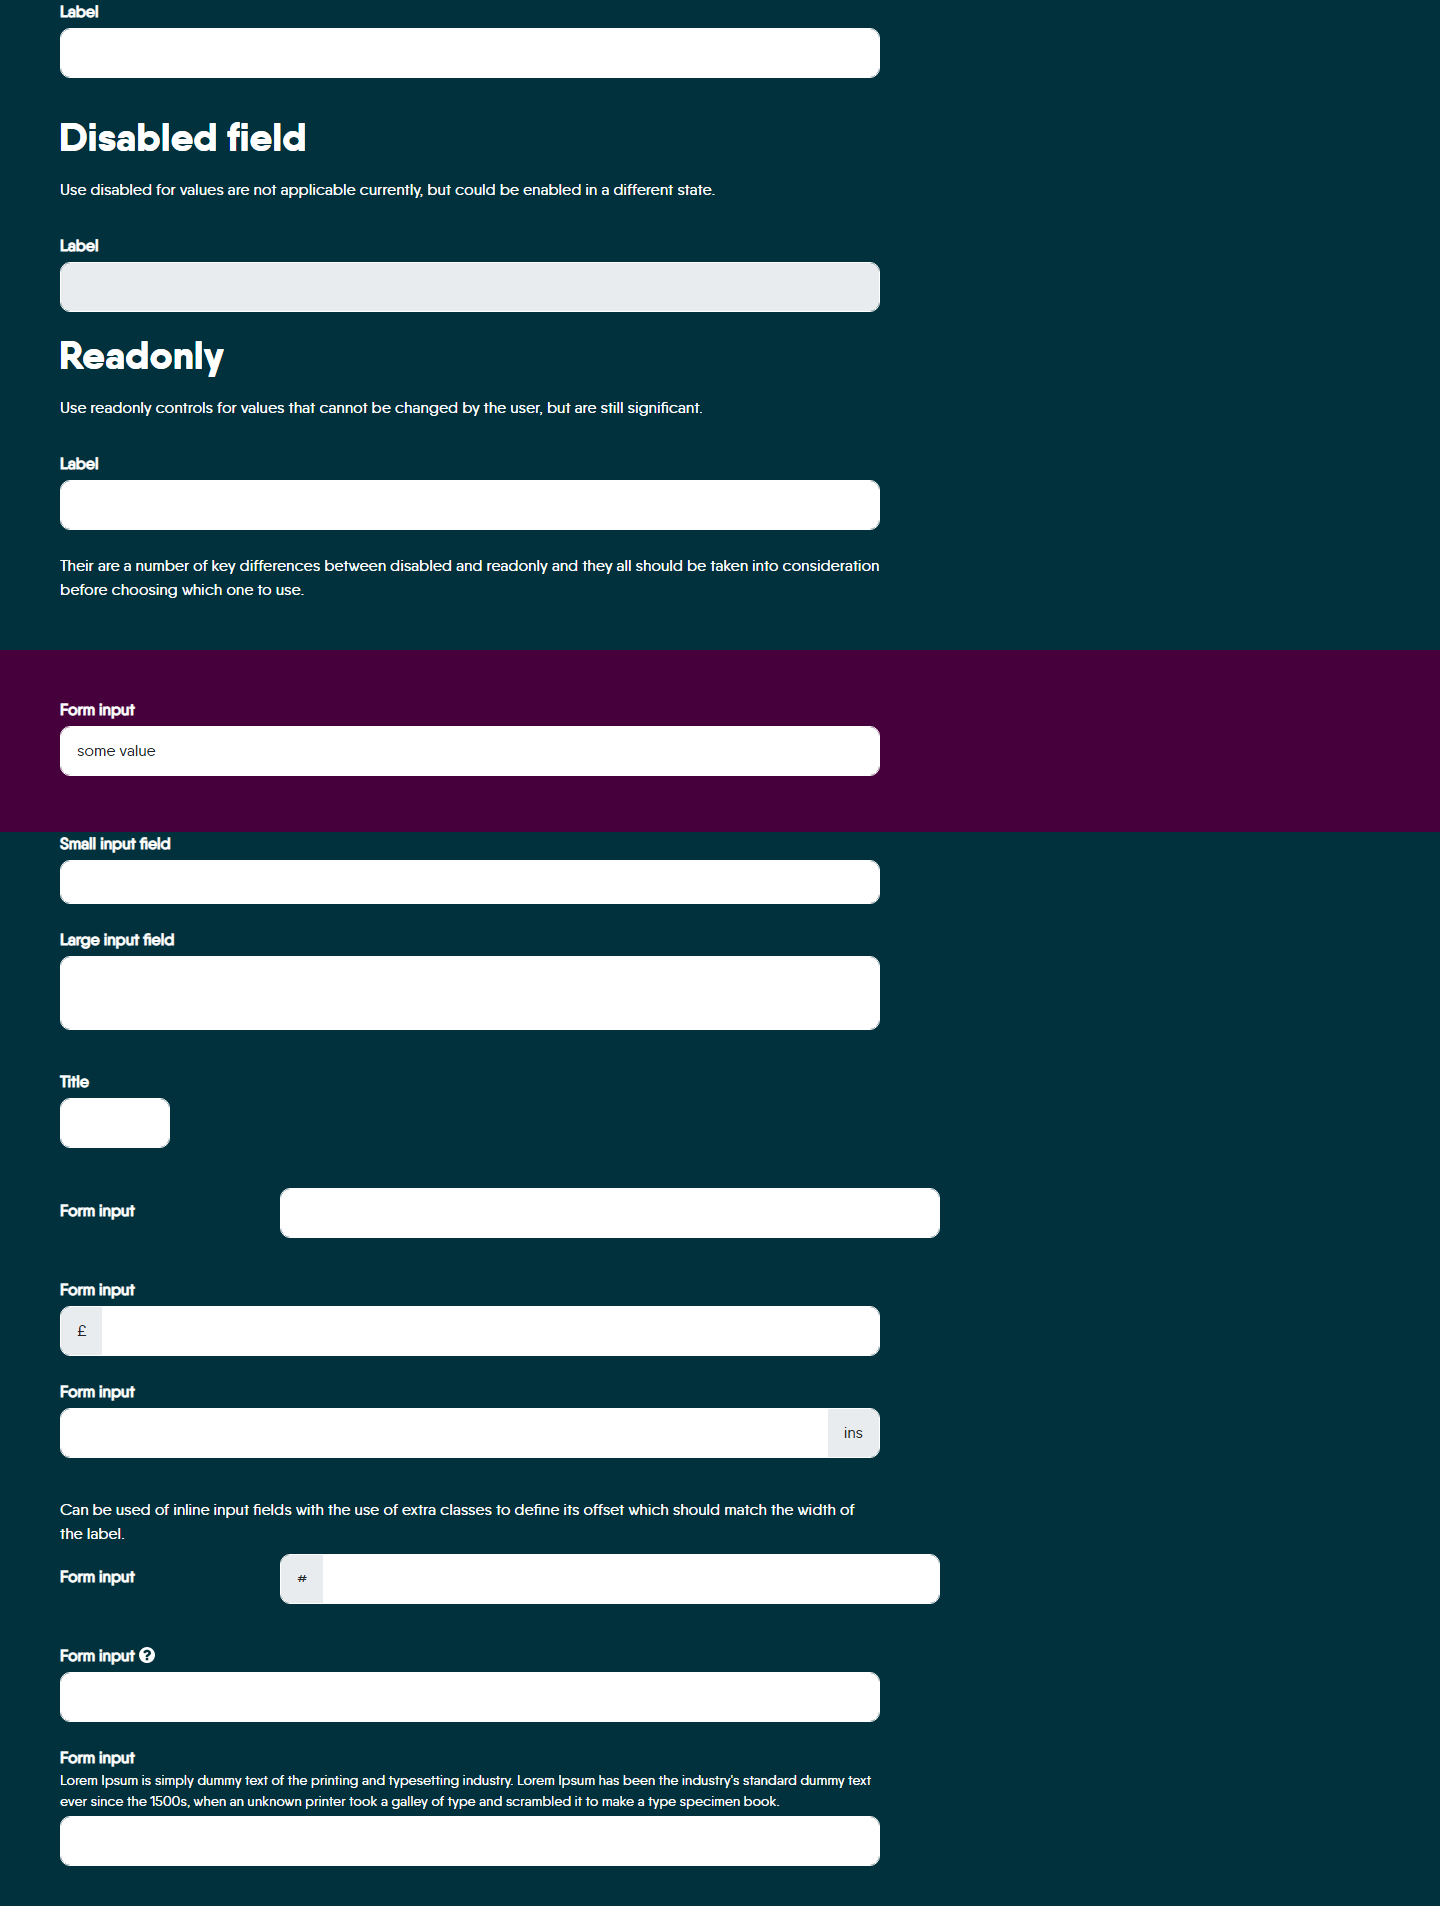 Label
Disabled field
Use disabled for values are not applicable currently, but could be enabled in a different state.
Label
Readonly
Use readonly controls for values that cannot be changed by the user, but are still significant.
Label
Their are a number of key differences between disabled and readonly and they all should be taken into consideration
before choosing which one to use.
Form input
some value
Small input field
Large input field
Title
Form input
Form input
£
Form input
ins
Can be used of inline input fields with the use of extra classes to define its offset which should match the width of
the label.
Form input
#
Form input ?
Form input
Lorem Ipsum is simply dummy text of the printing and typesetting industry. Lorem Ipsum has been the industry's standard dummy text
ever since the 1500s, when an unknown printer took a galley of type and scrambled it to make a type specimen book.